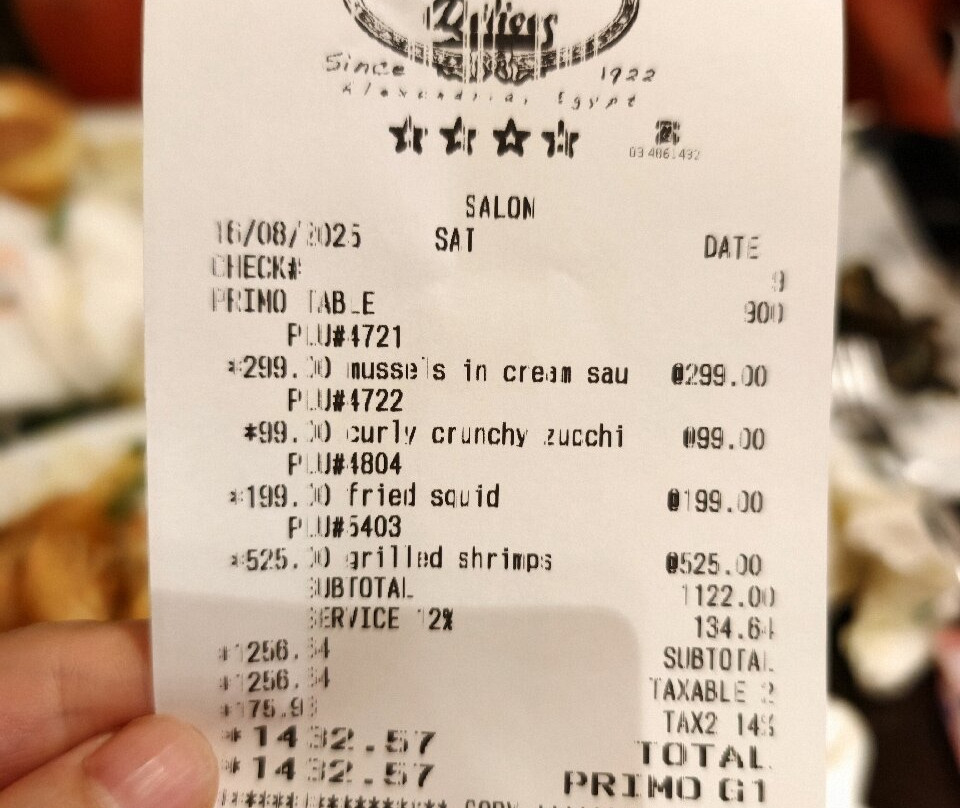 Délices
Since 1922
Alexandria, Egypt
03 4861432
SALON
16/08/2025 SAT DATE
CHECK# 9
PRIMO TABLE 900
PLU#4721
*299.00 mussels in cream sau @299.00
PLU#4722
*99.00 curly crunchy zucchi @99.00
PLU#4804
*199.00 fried squid @199.00
PLU#5403
*525.00 grilled shrimps @525.00
SUBTOTAL 1122.00
SERVICE 12% 134.64
*1256.64 SUBTOTAL
*1256.64 TAXABLE 2
*175.93 TAX2 14%
*1432.57 TOTAL
*1432.57 PRIMO G1
COPY